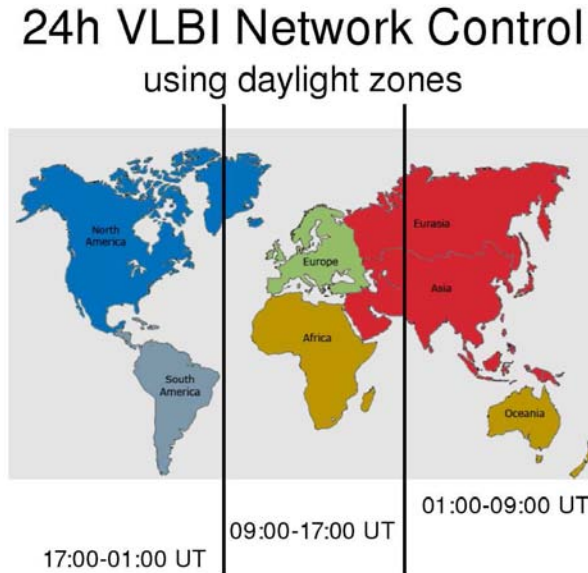 24h VLBI Network Control
using daylight zones
North
America
Eurasia
Europe
Asia
Africa
South
America
Oceania
01:00-09:00 UT
09:00-17:00 UT
17:00-01:00 UT